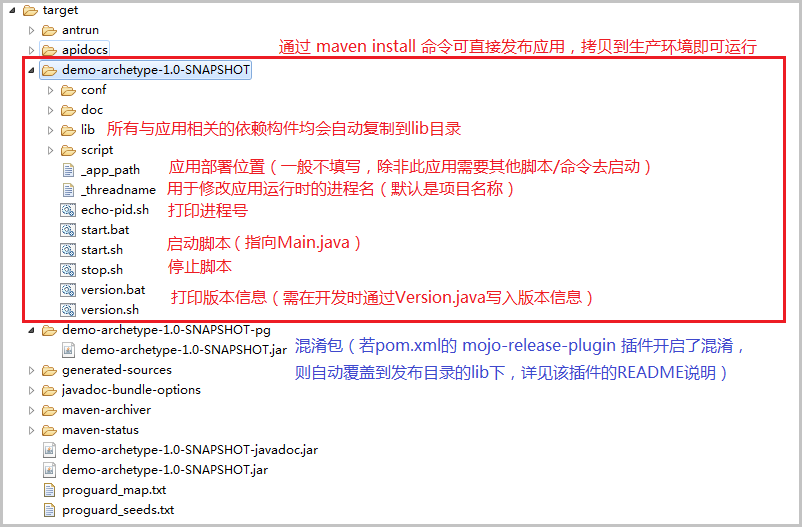 target
antrun
apidocs
通过 maven install 命令可直接发布应用，拷贝到生产环境即可运行
demo-archetype-1.0-SNAPSHOT
conf
doc
lib 所有与应用相关的依赖构件均会自动复制到lib目录
script
_app_path 应用部署位置（一般不填写，除非此应用需要其他脚本/命令去启动）
_threadname 用于修改应用运行时的进程名（默认是项目名称）
echo-pid.sh 打印进程号
start.bat
start.sh 启动脚本（指向Main.java）
stop.sh 停止脚本
version.bat
打印版本信息（需在开发时通过Version.java写入版本信息）
version.sh
demo-archetype-1.0-SNAPSHOT-pg
demo-archetype-1.0-SNAPSHOT.jar 混淆包（若pom.xml的 mojo-release-plugin 插件开启了混淆，
generated-sources 则自动覆盖到发布目录的lib下，详见该插件的README说明）
javadoc-bundle-options
maven-archiver
maven-status
demo-archetype-1.0-SNAPSHOT-javadoc.jar
demo-archetype-1.0-SNAPSHOT.jar
proguard_map.txt
proguard_seeds.txt